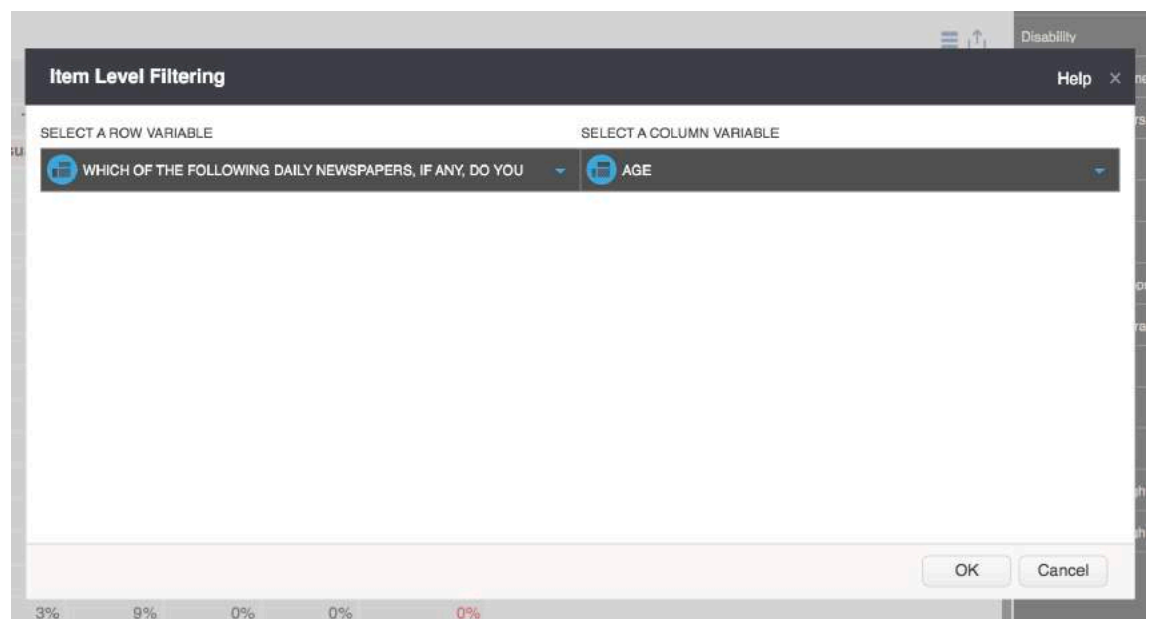 Disability
Item Level Filtering
Help
SELECT A ROW VARIABLE
SELECT A COLUMN VARIABLE
WHICH OF THE FOLLOWING DAILY NEWSPAPERS, IF ANY, DO YOU
AGE
OK
Cancel
3% 9% 0% 0% 0%